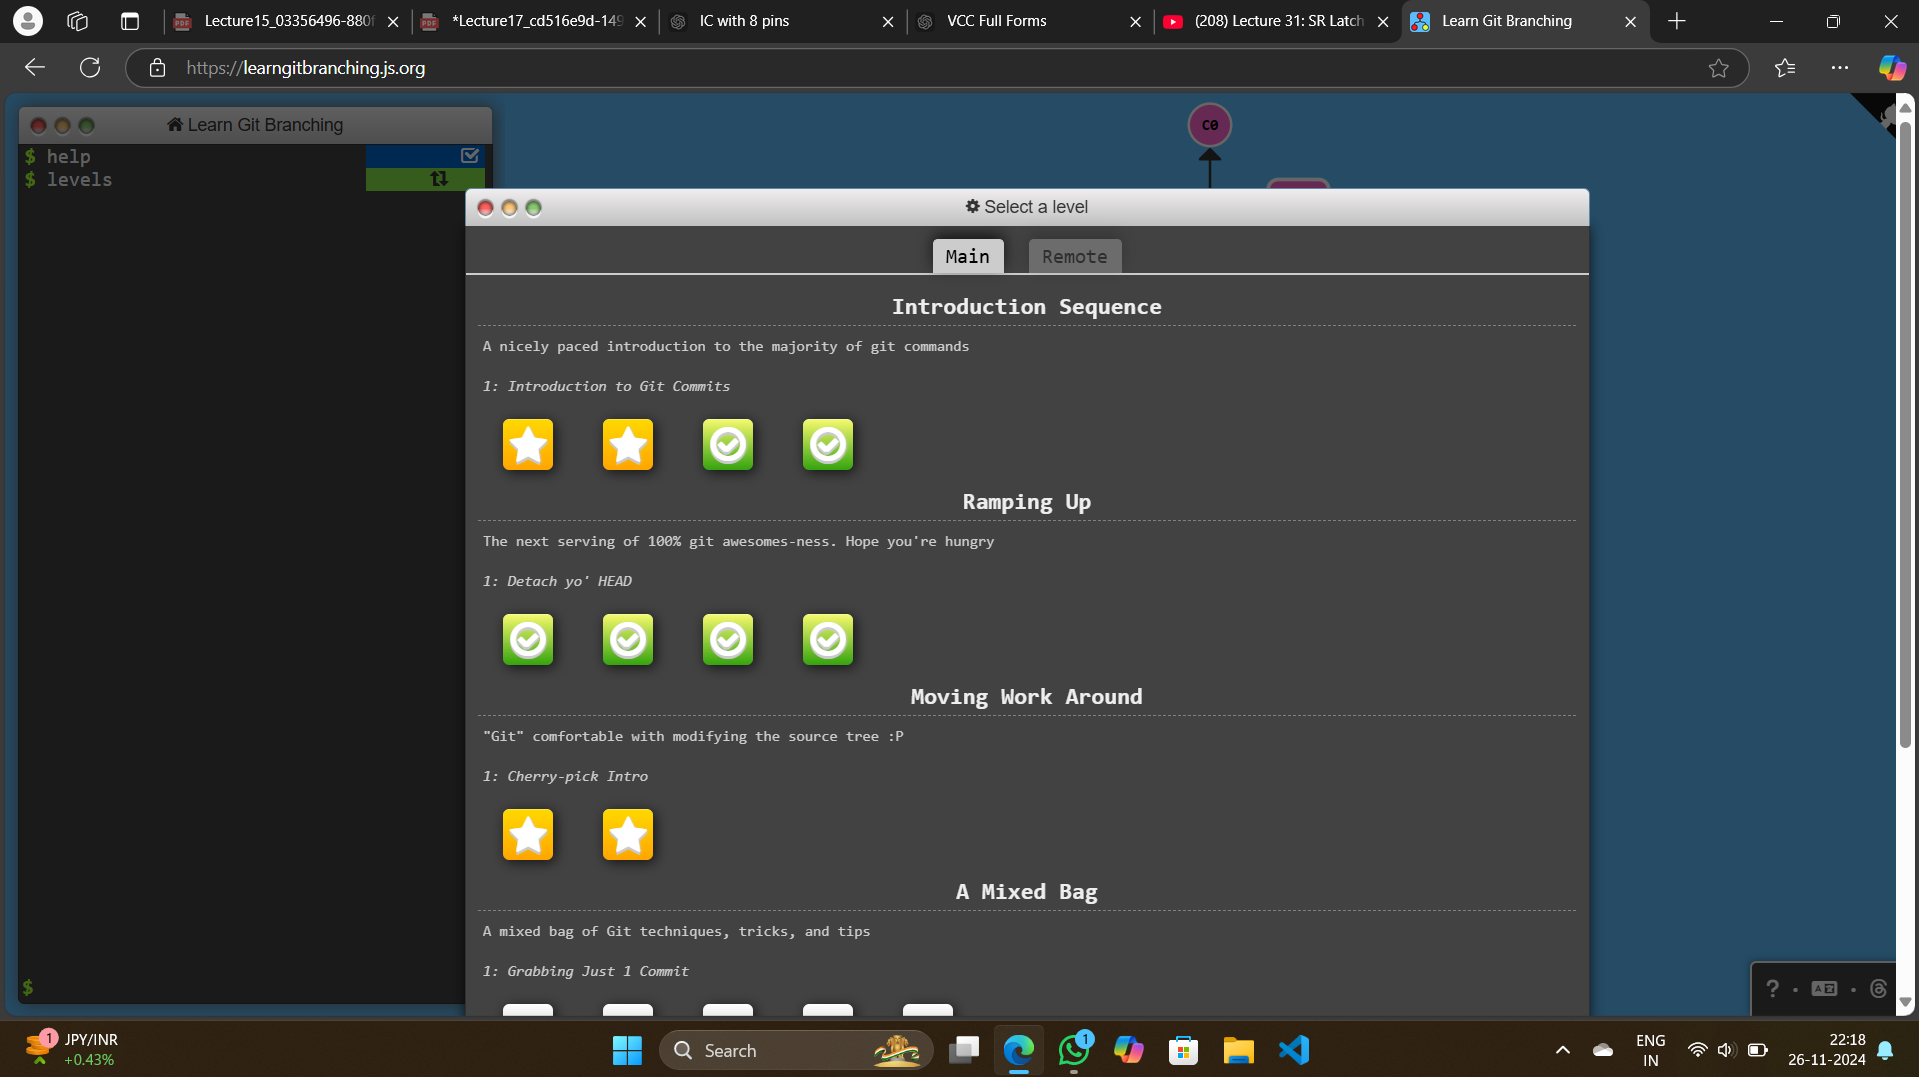 Lecture15_03356496-880f
*Lecture17_cd516e9d-149
IC with 8 pins
VCC Full Forms
(208) Lecture 31: SR Latch
Learn Git Branching
https://learngitbranching.js.org
Learn Git Branching
$ help
$ levels
C0
Select a level
Main
Remote
Introduction Sequence
A nicely paced introduction to the majority of git commands
1: Introduction to Git Commits
Ramping Up
The next serving of 100% git awesomes-ness. Hope you're hungry
1: Detach yo' HEAD
Moving Work Around
"Git" comfortable with modifying the source tree :P
1: Cherry-pick Intro
A Mixed Bag
A mixed bag of Git techniques, tricks, and tips
1: Grabbing Just 1 Commit
$
?
1
JPY/INR
+0.43%
Search
1
ENG
IN
22:18
26-11-2024